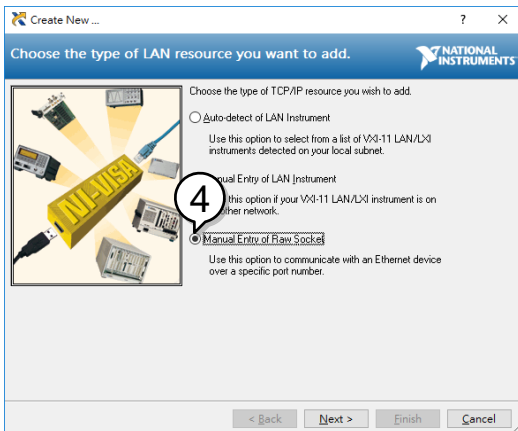 Create New ...
?
Choose the type of LAN resource you want to add.
NATIONAL
INSTRUMENTS
Choose the type of TCP/IP resource you wish to add.
Auto-detect of LAN Instrument
Use this option to select from a list of VXI-11 LAN/LXI
instruments detected on your local subnet.
Entry of LAN Instrument
this option if your VXI-11 LAN/LXI instrument is on
network.
4
Manual Entry of Raw Socket
Use this option to communicate with an Ethernet device
over a specific port number.
NI-VISA
< Back
Next >
Finish
Cancel